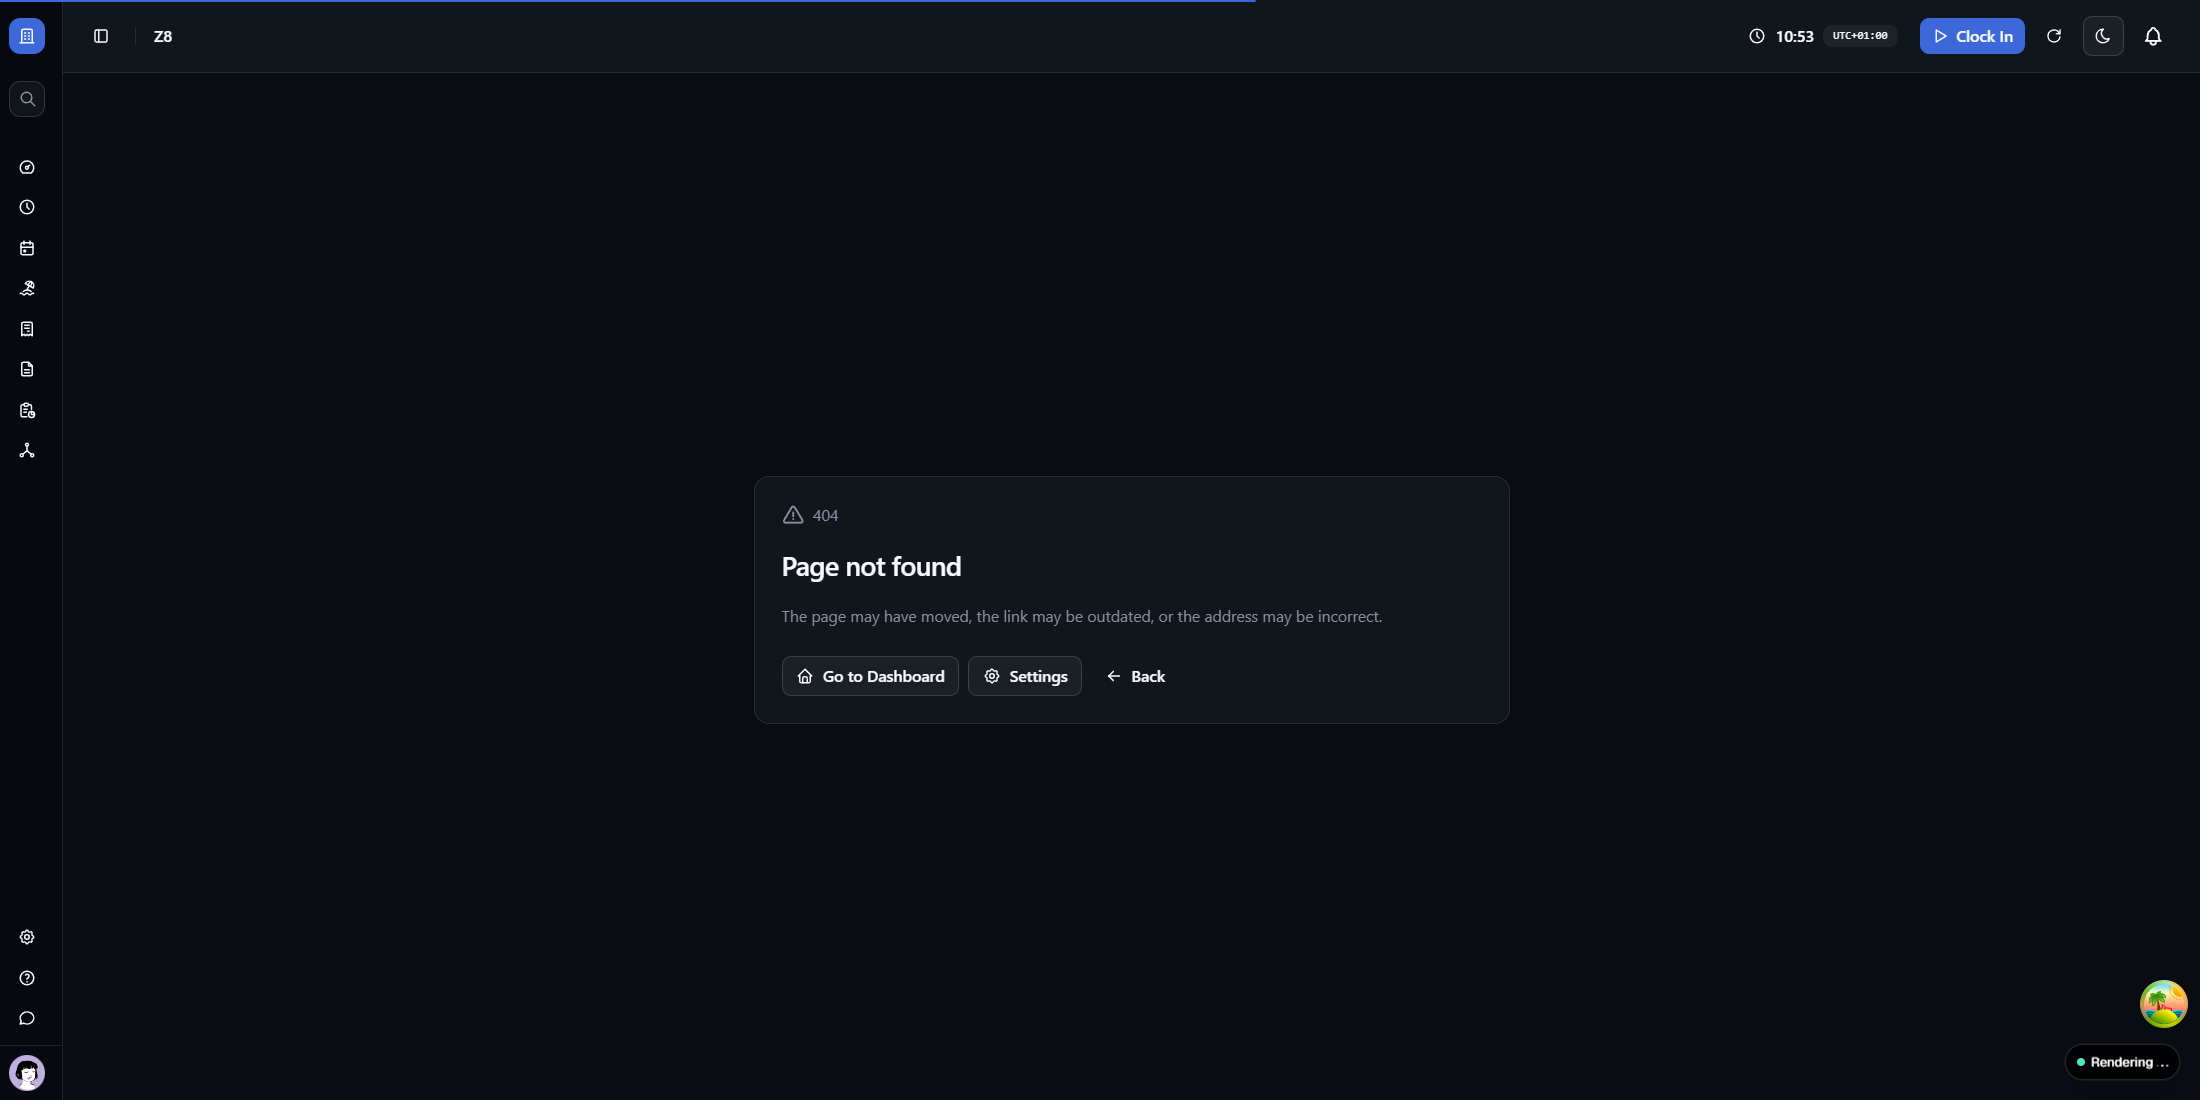 Z8
10:53 UTC+01:00
Clock In
404
Page not found
The page may have moved, the link may be outdated, or the address may be incorrect.
Go to Dashboard
Settings
Back
Rendering ...